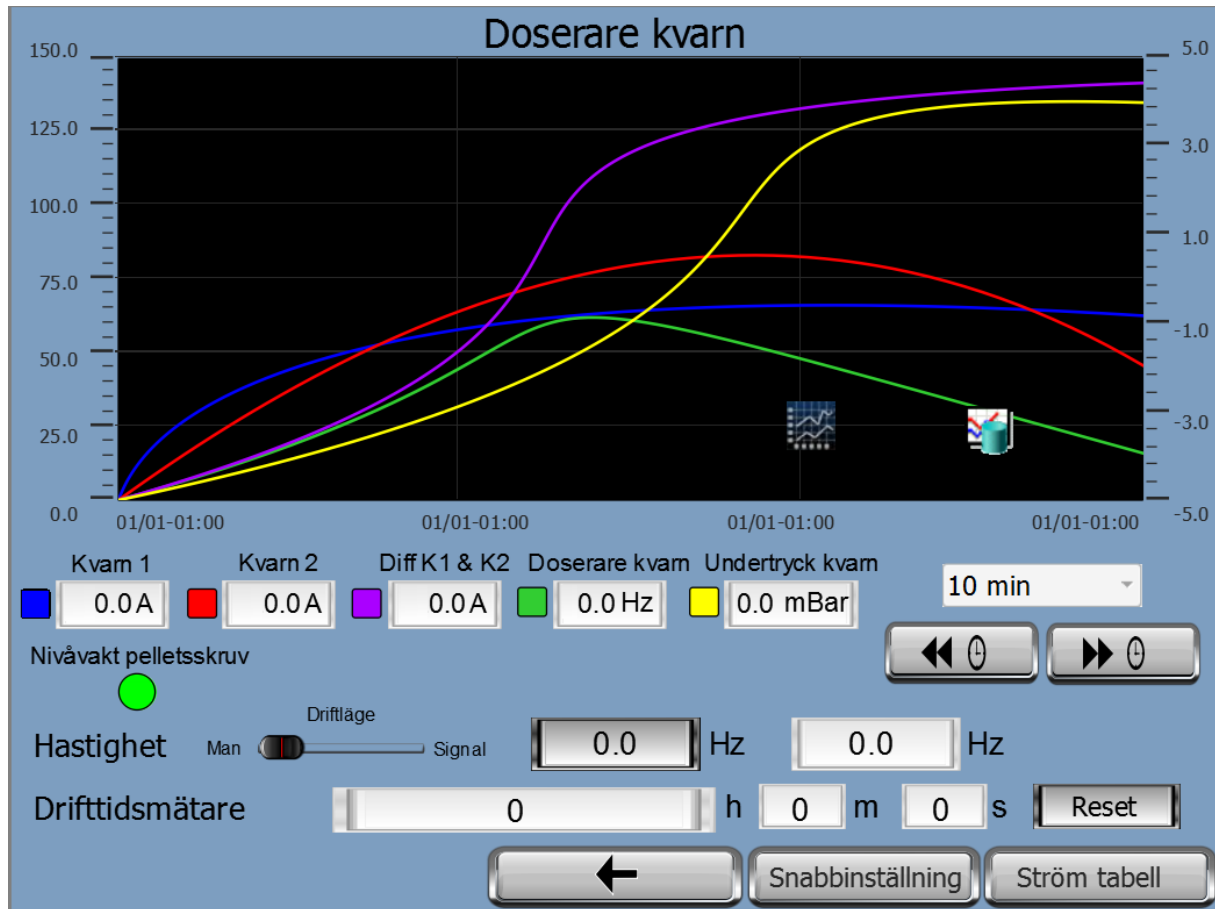 Doserare kvarn
150.0
5.0
125.0
3.0
100.0
1.0
75.0
-1.0
50.0
25.0
-3.0
0.0
-5.0
01/01-01:00 01/01-01:00 01/01-01:00 01/01-01:00
Kvarn 1 Kvarn 2 Diff K1 & K2 Doserare kvarn Undertryck kvarn
0.0 A 0.0 A 0.0 A 0.0 Hz 0.0 mBar
10 min
Nivåvakt pelletsskruv
Driftläge
Hastighet Man Signal 0.0 Hz 0.0 Hz
Drifttidsmätare 0 h 0 m 0 s Reset
Snabbinställning Ström tabell